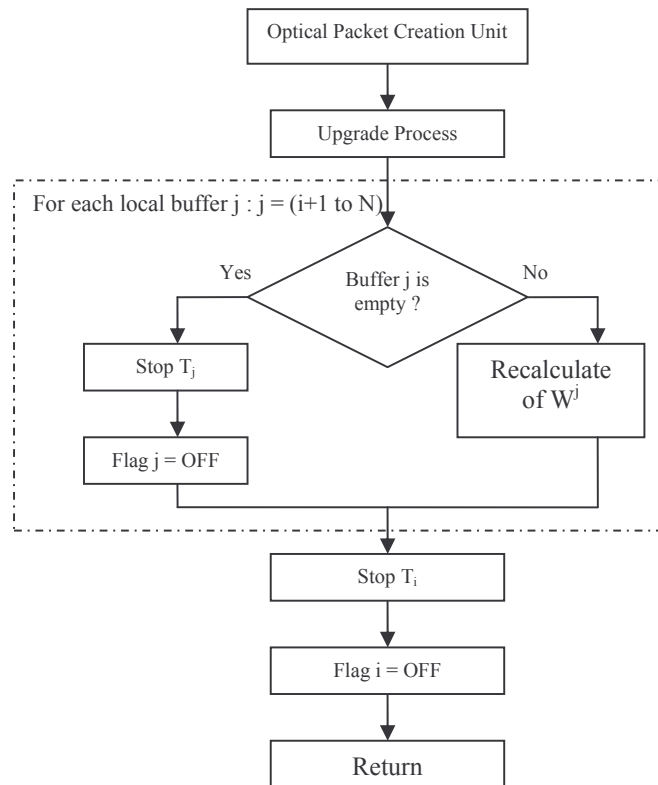 Optical Packet Creation Unit
Upgrade Process
For each local buffer j : j = (i+1 to N)
Yes
Buffer j is
empty ?
No
Stop Tj
Recalculate
of W^j
Flag j = OFF
Stop Ti
Flag i = OFF
Return